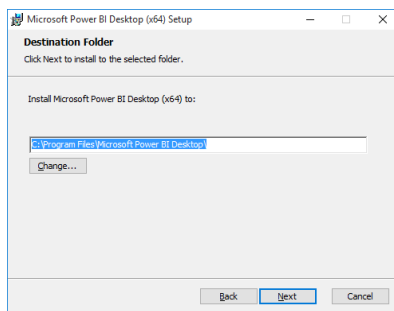 Microsoft Power BI Desktop (x64) Setup
Destination Folder
Click Next to install to the selected folder.
Install Microsoft Power BI Desktop (x64) to:
C:\Program Files\Microsoft Power BI Desktop\
Change...
Back Next Cancel